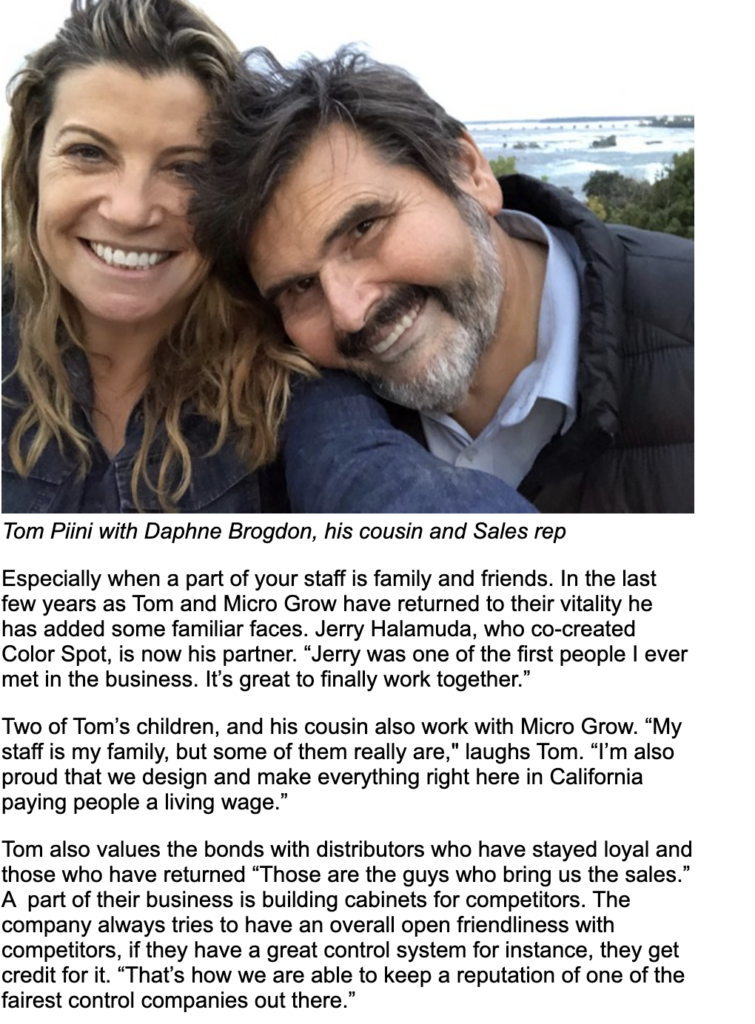 Tom Piini with Daphne Brogdon, his cousin and Sales rep
Especially when a part of your staff is family and friends. In the last
few years as Tom and Micro Grow have returned to their vitality he
has added some familiar faces. Jerry Halamuda, who co-created
Color Spot, is now his partner. “Jerry was one of the first people I ever
met in the business. It’s great to finally work together.”
Two of Tom’s children, and his cousin also work with Micro Grow. “My
staff is my family, but some of them really are," laughs Tom. “I’m also
proud that we design and make everything right here in California
paying people a living wage.”
Tom also values the bonds with distributors who have stayed loyal and
those who have returned “Those are the guys who bring us the sales.”
A  part of their business is building cabinets for competitors. The
company always tries to have an overall open friendliness with
competitors, if they have a great control system for instance, they get
credit for it. “That’s how we are able to keep a reputation of one of the
fairest control companies out there.”